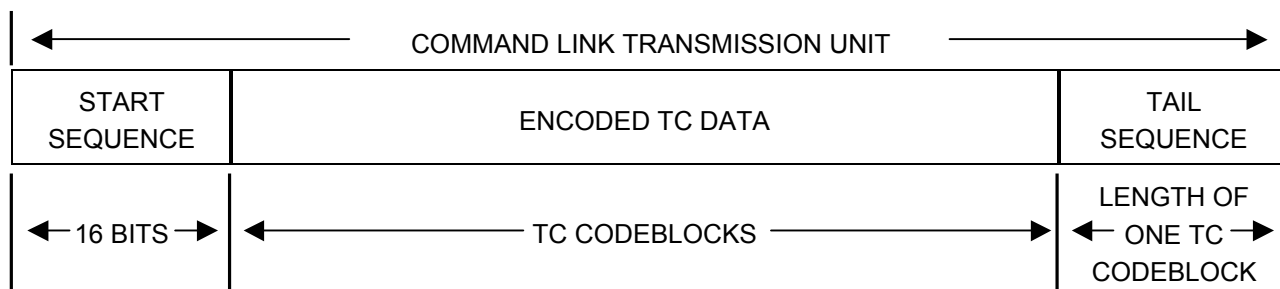 COMMAND LINK TRANSMISSION UNIT
START
SEQUENCE
ENCODED TC DATA
TAIL
SEQUENCE
16 BITS
TC CODEBLOCKS
LENGTH OF
ONE TC
CODEBLOCK